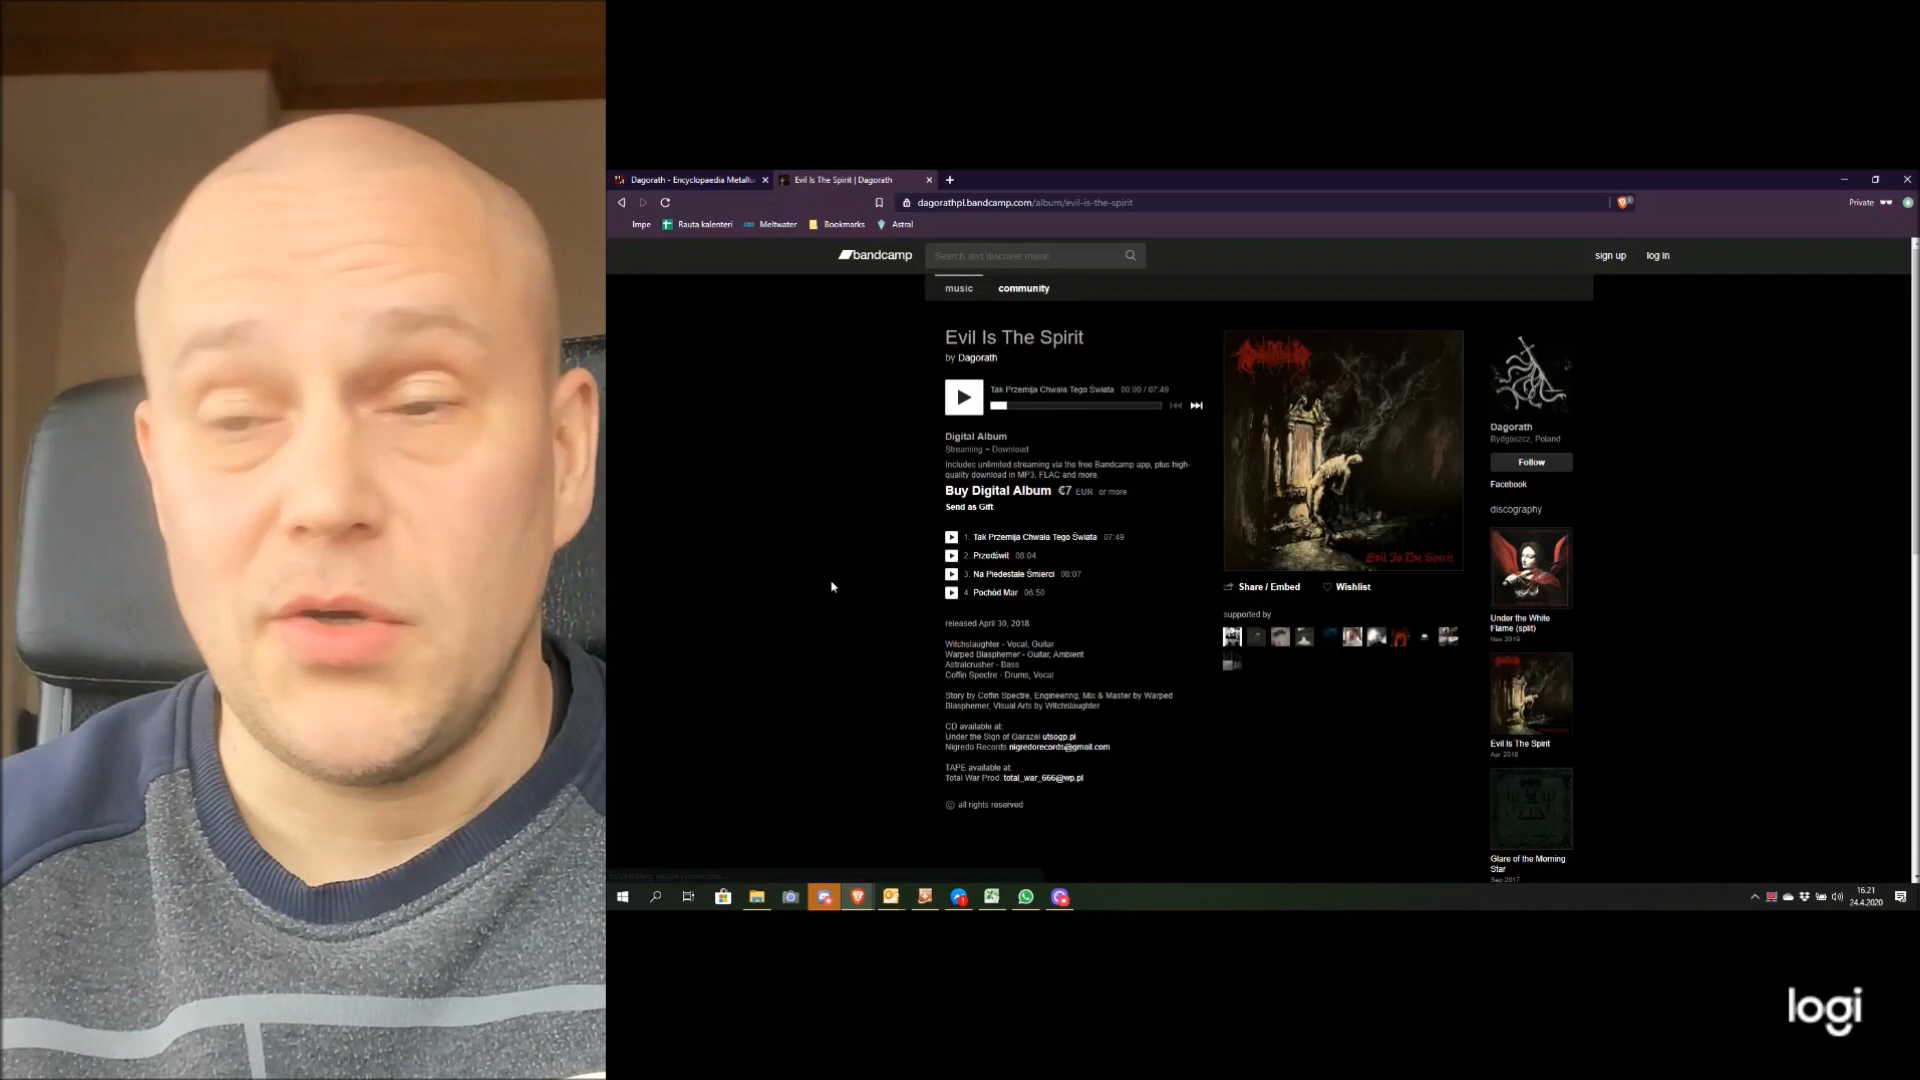 Dagorath - Encyclopaedia Metallu
Evil Is The Spirit | Dagorath
dagorathpl.bandcamp.com/album/evil-is-the-spirit
Private
Impe
Rauta kalenteri
Meltwater
Bookmarks
Astral
bandcamp
Search and discover music
sign up
log in
music
community
Evil Is The Spirit
by Dagorath
Tak Przemija Chwała Tego Świata 00:00 / 07:49
Digital Album
Streaming + Download
Includes unlimited streaming via the free Bandcamp app, plus high-
quality download in MP3, FLAC and more.
Buy Digital Album €7 EUR or more
Send as Gift
1. Tak Przemija Chwała Tego Świata 07:49
2. Przedświt 08:04
3. Na Piedestale Śmierci 08:07
4. Pochód Mar 06:50
released April 30, 2018
Witchslaughter - Vocal, Guitar
Warped Blasphemer - Guitar, Ambient
Astralcrusher - Bass
Coffin Spectre - Drums, Vocal
Story by Coffin Spectre, Engineering, Mix & Master by Warped
Blasphemer, Visual Arts by Witchslaughter
CD available at:
Under the Sign of Garazel utsogp.pl
Nigredo Records nigredorecords@gmail.com
TAPE available at:
Total War Prod. total_war_666@wp.pl
© all rights reserved
Evil Is The Spirit
Share / Embed
Wishlist
supported by
Dagorath
Bydgoszcz, Poland
Follow
Facebook
discography
Under the White
Flame (split)
Nov 2019
Evil Is The Spirit
Apr 2018
Glare of the Morning
Star
Sep 2017
16.21
24.4.2020
logi